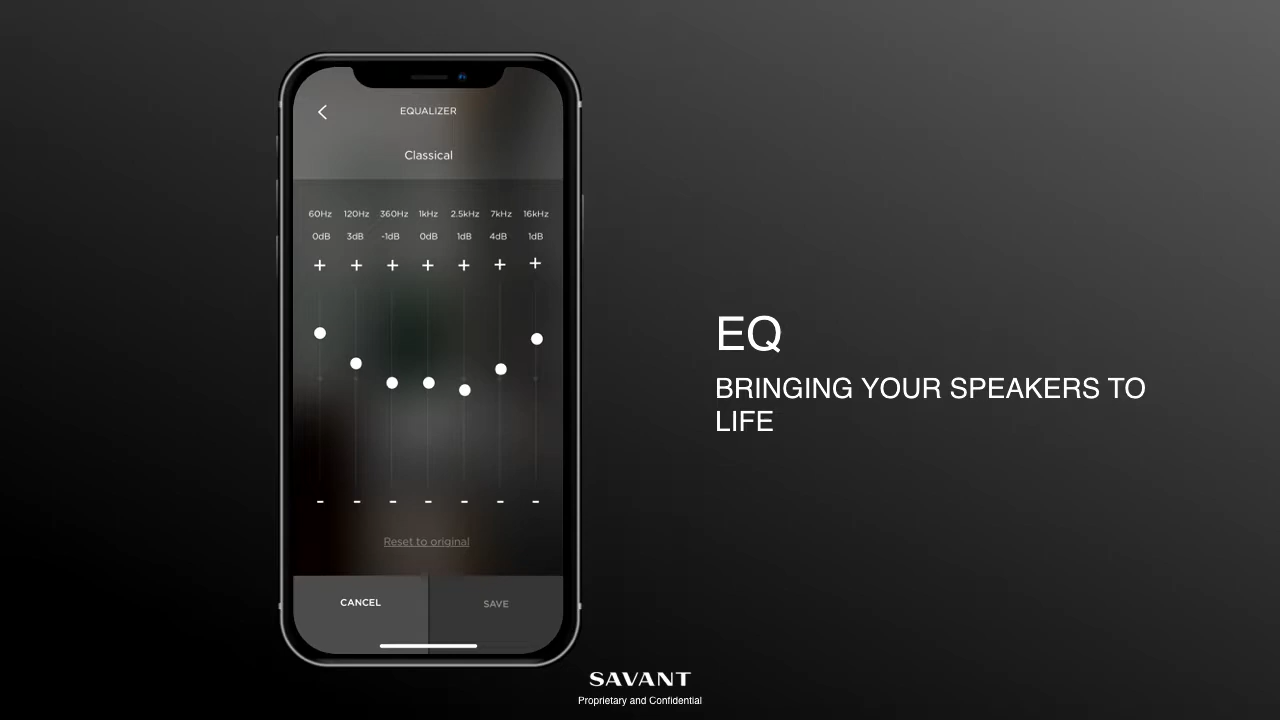 EQUALIZER
Classical
60Hz 120Hz 360Hz 1kHz 2.5kHz 7kHz 16kHz
0dB 3dB -1dB 0dB 1dB 4dB 1dB
+ + + + + + +
- - - - - - -
Reset to original
CANCEL SAVE
EQ
BRINGING YOUR SPEAKERS TO
LIFE
SAVANT
Proprietary and Confidential